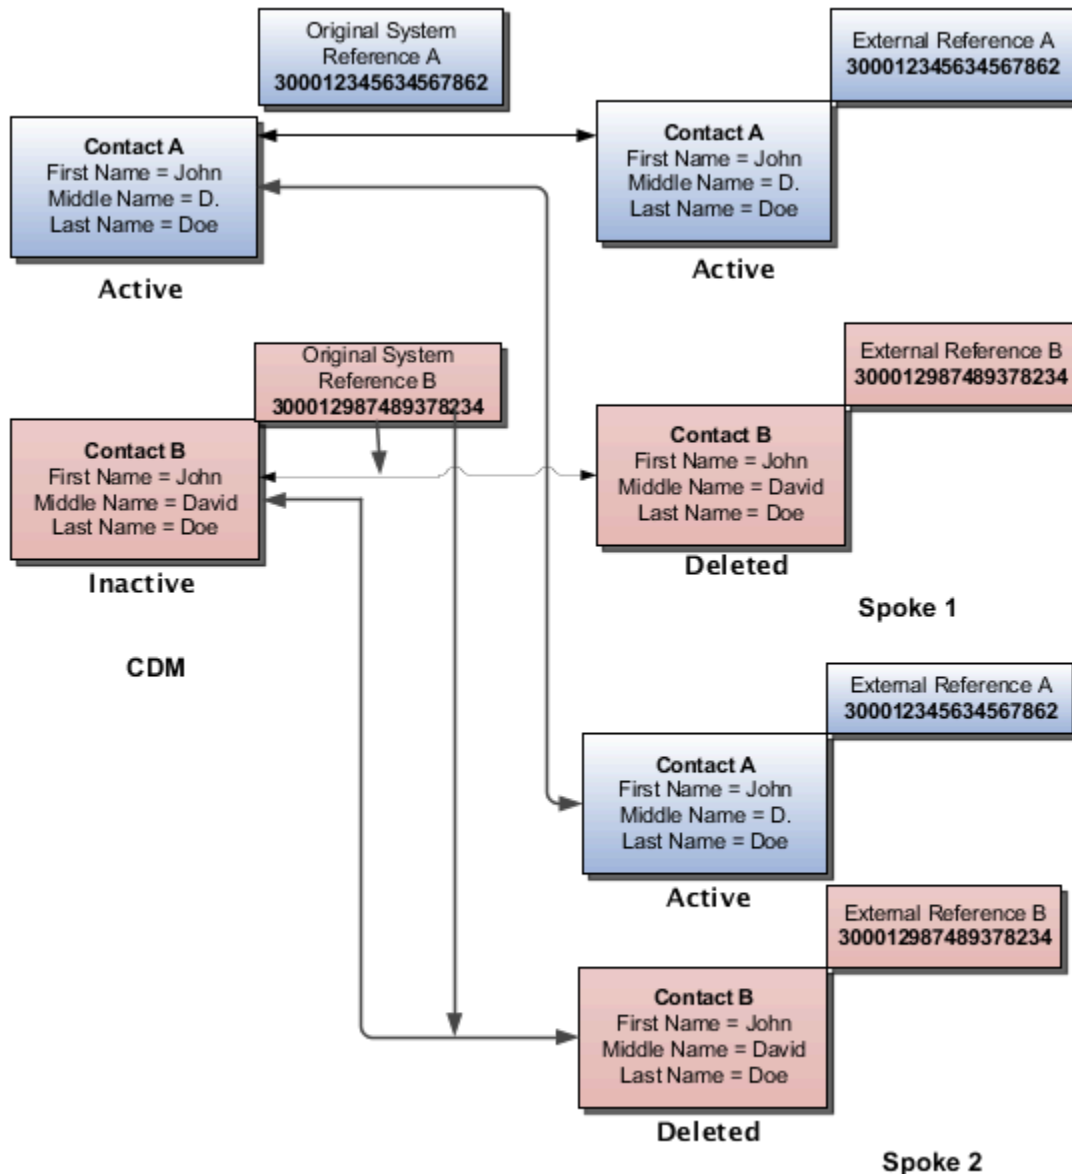 Original System
Reference A
300012345634567862
External Reference A
300012345634567862
Contact A
First Name = John
Middle Name = D.
Last Name = Doe
Active
Contact A
First Name = John
Middle Name = D.
Last Name = Doe
Active
Original System
Reference B
300012987489378234
External Reference B
300012987489378234
Contact B
First Name = John
Middle Name = David
Last Name = Doe
Inactive
Contact B
First Name = John
Middle Name = David
Last Name = Doe
Deleted
Spoke 1
CDM
External Reference A
300012345634567862
Contact A
First Name = John
Middle Name = D.
Last Name = Doe
Active
External Reference B
300012987489378234
Contact B
First Name = John
Middle Name = David
Last Name = Doe
Deleted
Spoke 2